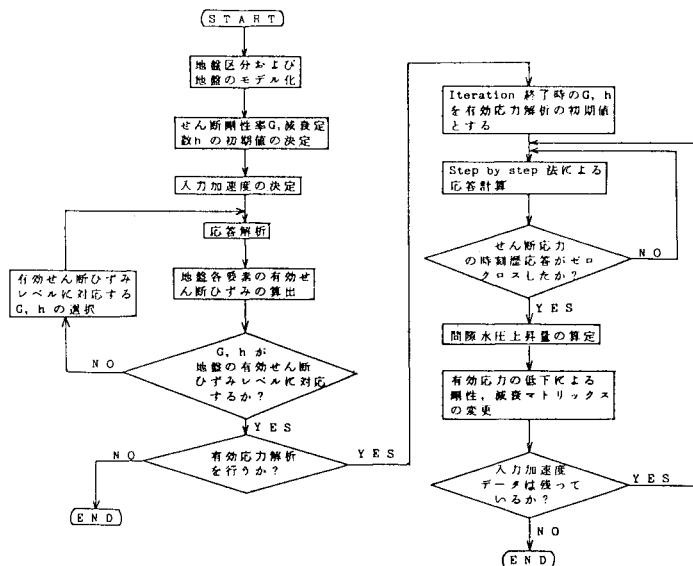 START
地盤区分および
地盤のモデル化
せん断剛性率G,減衰定
数hの初期値の決定
入力加速度の決定
応答解析
地盤各要素の有効せ
ん断ひずみの算出
有効せん断ひずみ
レベルに対応する
G, hの選択
NO
G, hが
地盤の有効せん断
ひずみレベルに対応
するか?
YES
有効応力解析
を行うか?
NO
YES
END
Iteration 終了時のG, h
を有効応力解析の初期値
とする
Step by step 法による
応答計算
せん断応力
の時刻歴応答がゼロ
クロスしたか?
NO
YES
間隙水圧上昇量の算定
有効応力の低下による
剛性,減衰マトリックス
の変更
入力加速度
データは残って
いるか?
YES
NO
END